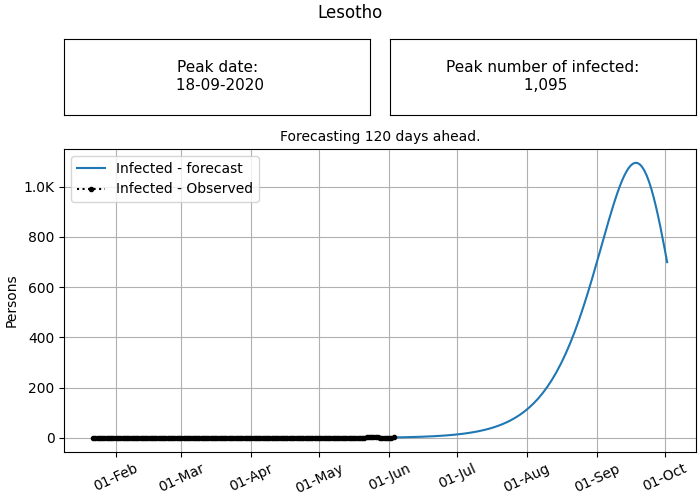 Lesotho
Peak date:
18-09-2020
Peak number of infected:
1,095
Forecasting 120 days ahead.
Infected - forecast
Infected - Observed
Persons
1.0K
800
600
400
200
0
01-Feb
01-Mar
01-Apr
01-May
01-Jun
01-Jul
01-Aug
01-Sep
01-Oct